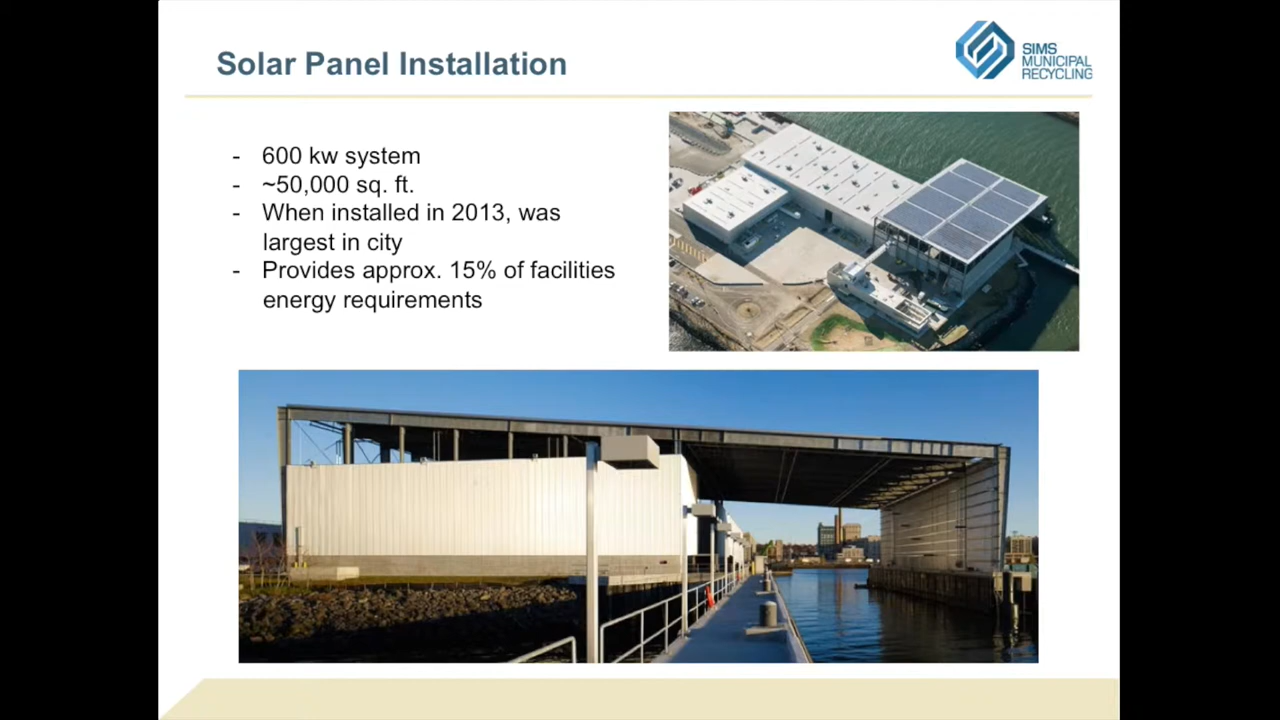 Solar Panel Installation
SIMS
MUNICIPAL
RECYCLING
- 600 kw system
- ~50,000 sq. ft.
- When installed in 2013, was
largest in city
- Provides approx. 15% of facilities
energy requirements